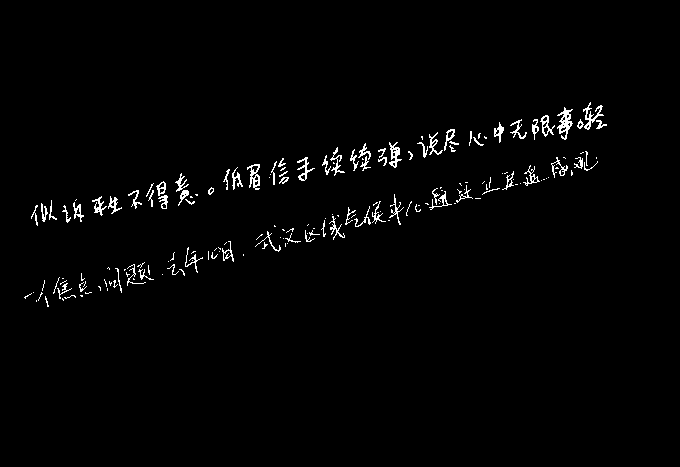 似诉平生不得意。低眉信手续续弹，说尽心中无限事。轻
一个焦点问题.去年10日.武汉区域气候中心通过卫星遥感观